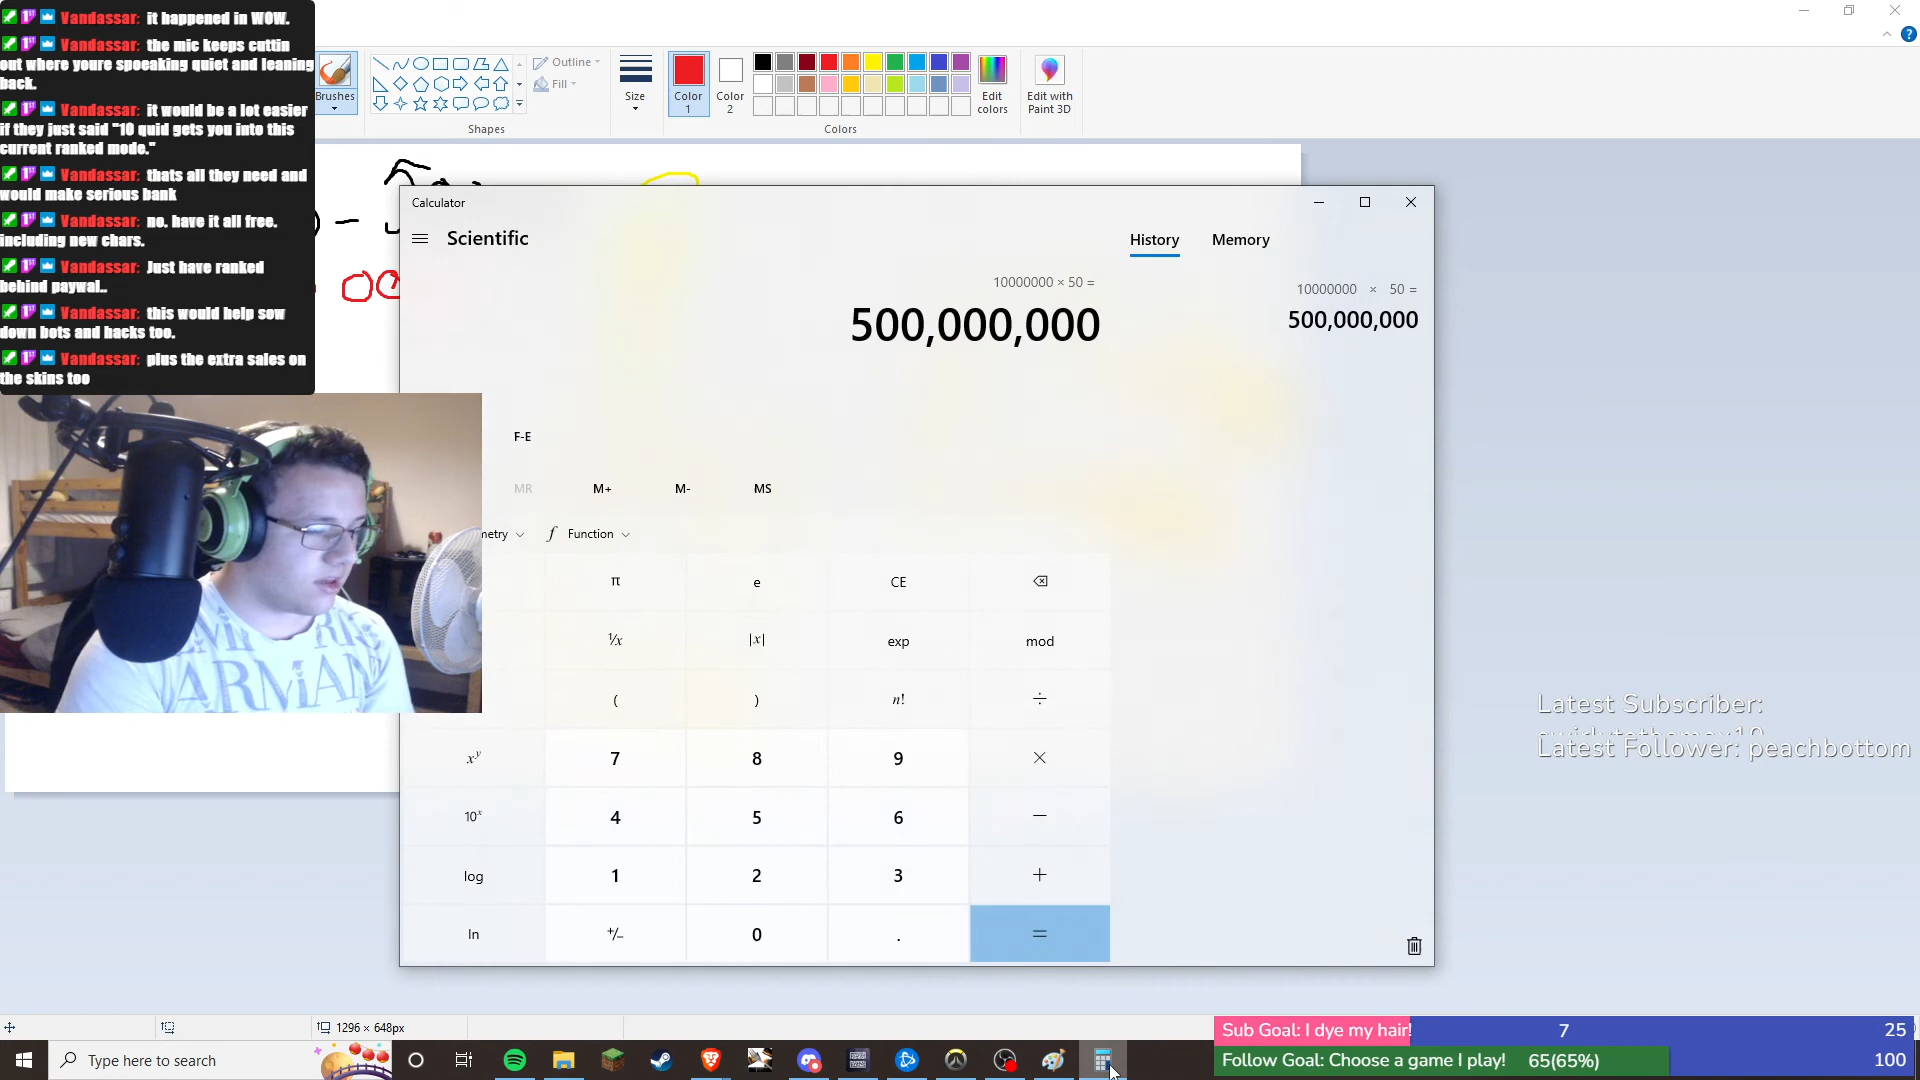 Vandassar: it happened in WOW.
Vandassar: the mic keeps cuttin
out where youre spoeaking quiet and leaning
back.
Vandassar: it would be a lot easier
if they just said "10 quid gets you into this
current ranked mode."
Vandassar: thats all they need and
would make serious bank
Vandassar: no. have it all free.
including new chars.
Vandassar: Just have ranked
behind paywal..
Vandassar: this would help sow
down bots and hacks too.
Vandassar: plus the extra sales on
the skins too
Brushes
Shapes
Outline
Fill
Size
Color
1
Color
2
Colors
Edit
colors
Edit with
Paint 3D
Calculator
Scientific
History
Memory
10000000 × 50 =
500,000,000
10000000 × 50 =
500,000,000
F-E
MR M+ M- MS
metry
f Function
π e CE
⅟x |x| exp mod
( ) n! ÷
xʸ 7 8 9 ×
10ˣ 4 5 6 −
log 1 2 3 +
ln +/− 0 . =
ARMANI
Latest Subscriber:
Latest Follower: peachbottom
1296 × 648px
Sub Goal: I dye my hair! 7 25
Follow Goal: Choose a game I play! 65(65%) 100
Type here to search